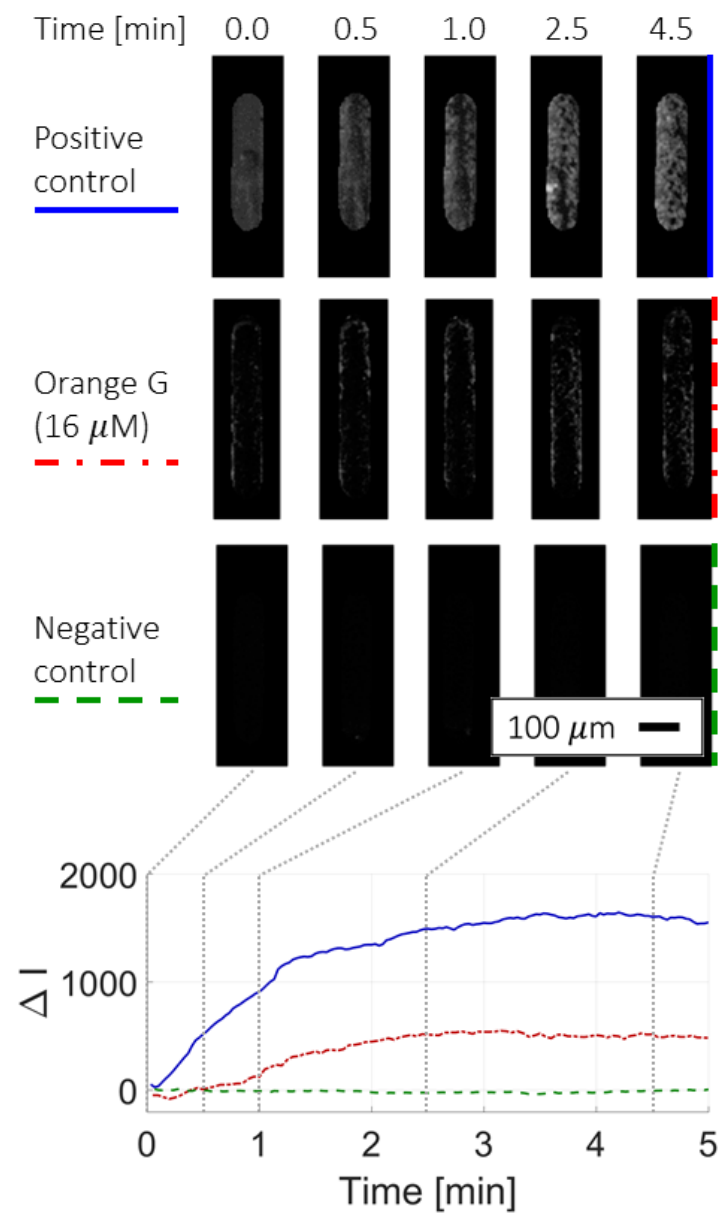 Time [min] 0.0 0.5 1.0 2.5 4.5
Positive
control
Orange G
(16 μM)
Negative
control
100 μm
2000
1000
0
Δ I
0 1 2 3 4 5
Time [min]